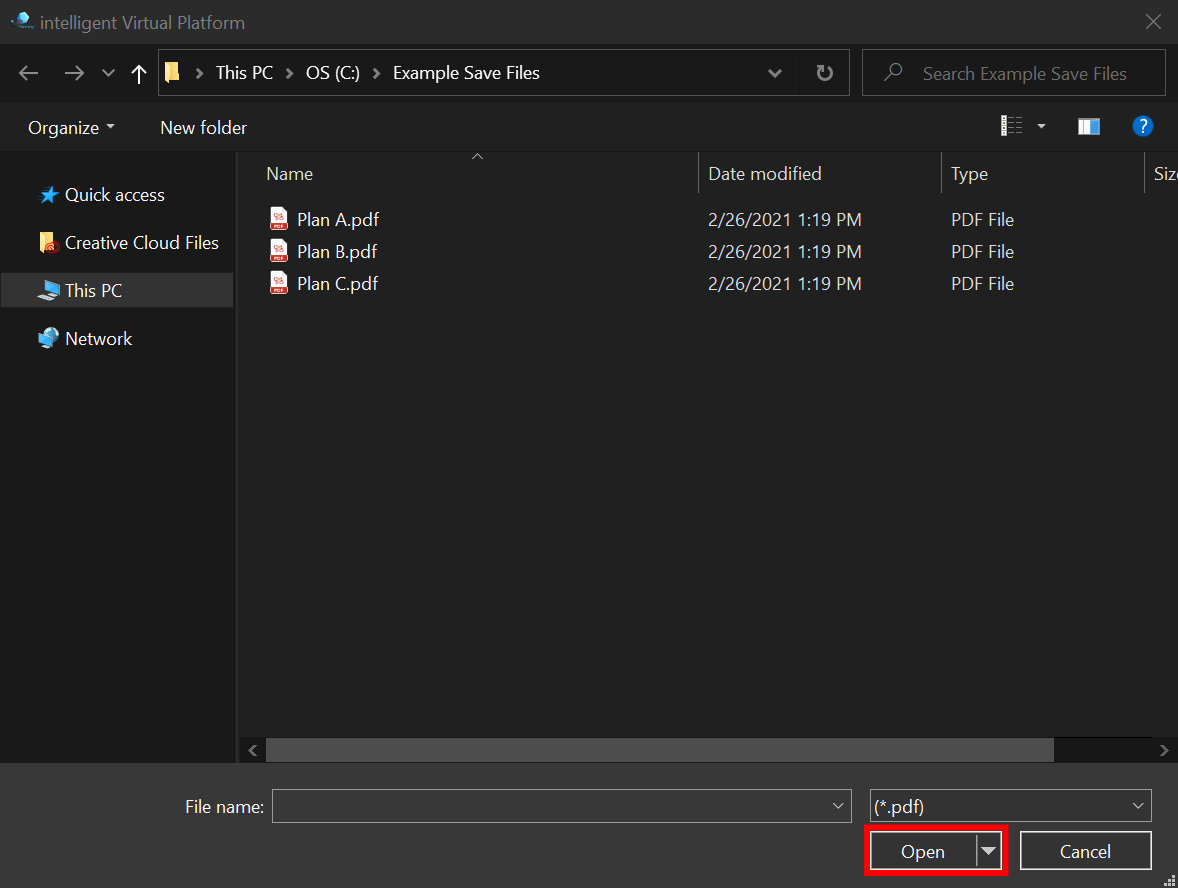 intelligent Virtual Platform
This PC OS (C:) Example Save Files Search Example Save Files
Organize New folder ?
Name Date modified Type Siz
Quick access
Creative Cloud Files
This PC
Network
Plan A.pdf 2/26/2021 1:19 PM PDF File
Plan B.pdf 2/26/2021 1:19 PM PDF File
Plan C.pdf 2/26/2021 1:19 PM PDF File
File name: (*.pdf)
Open Cancel